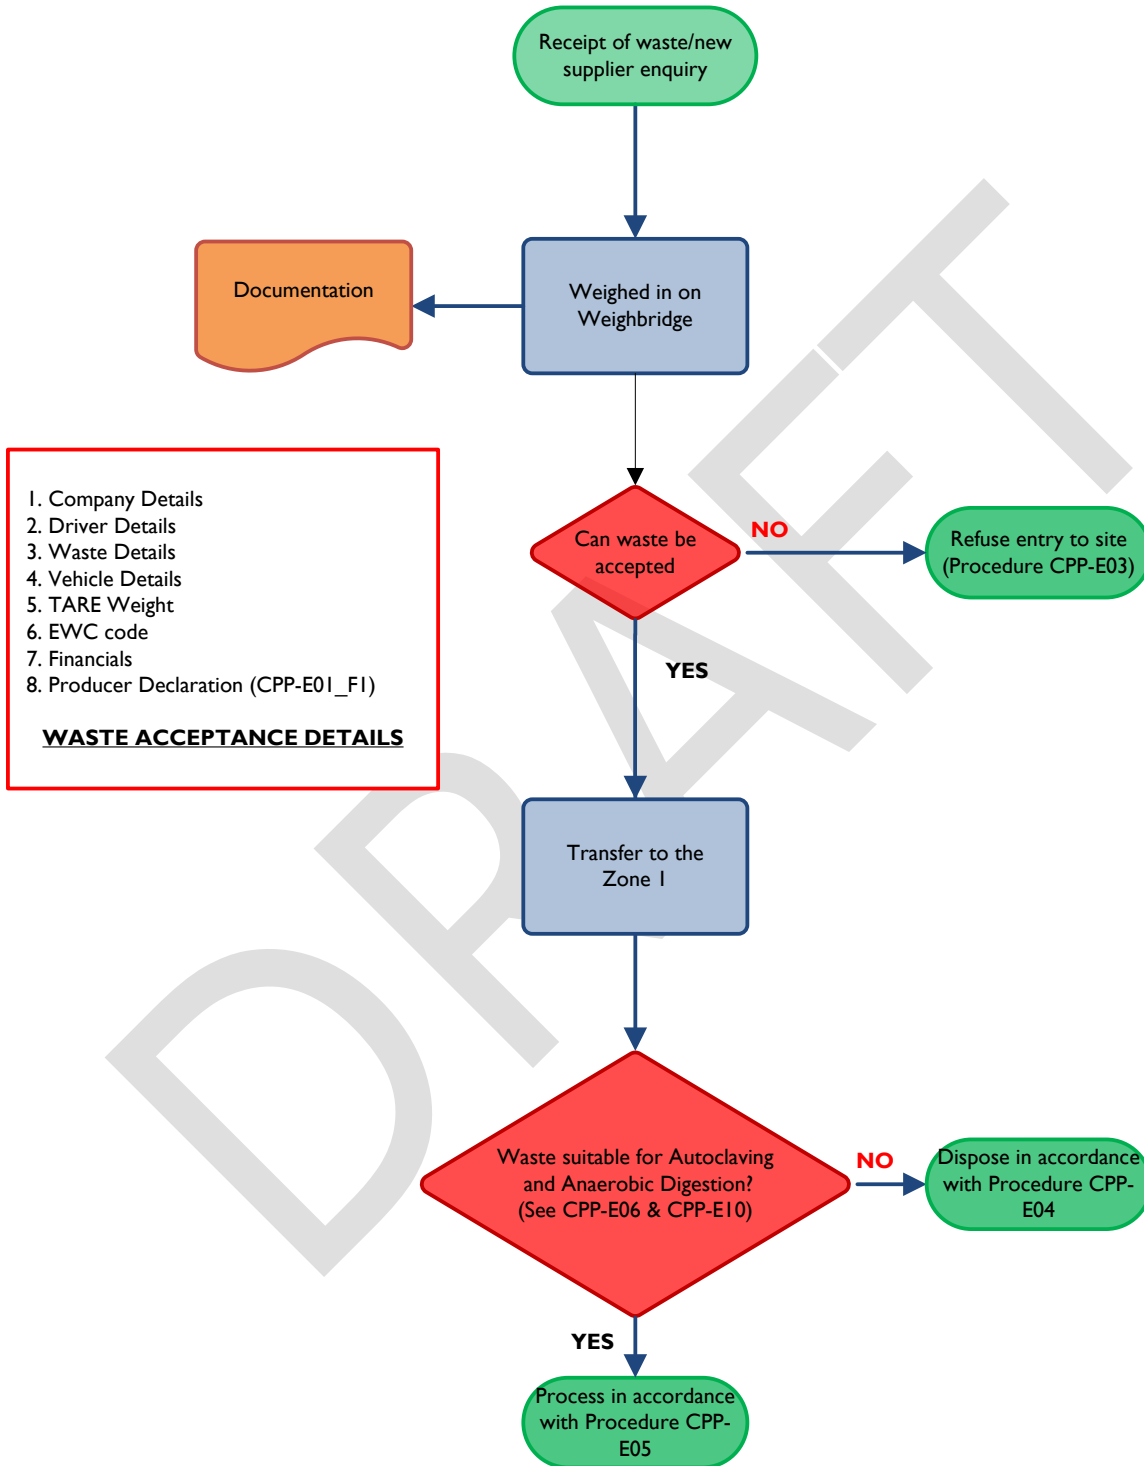 Receipt of waste/new
supplier enquiry
Documentation
Weighed in on
Weighbridge
1. Company Details
2. Driver Details
3. Waste Details
4. Vehicle Details
5. TARE Weight
6. EWC code
7. Financials
8. Producer Declaration (CPP-E01_F1)
WASTE ACCEPTANCE DETAILS
Can waste be
accepted
NO
Refuse entry to site
(Procedure CPP-E03)
YES
Transfer to the
Zone 1
Waste suitable for Autoclaving
and Anaerobic Digestion?
(See CPP-E06 & CPP-E10)
NO
Dispose in accordance
with Procedure CPP-
E04
YES
Process in accordance
with Procedure CPP-
E05
DRAFT